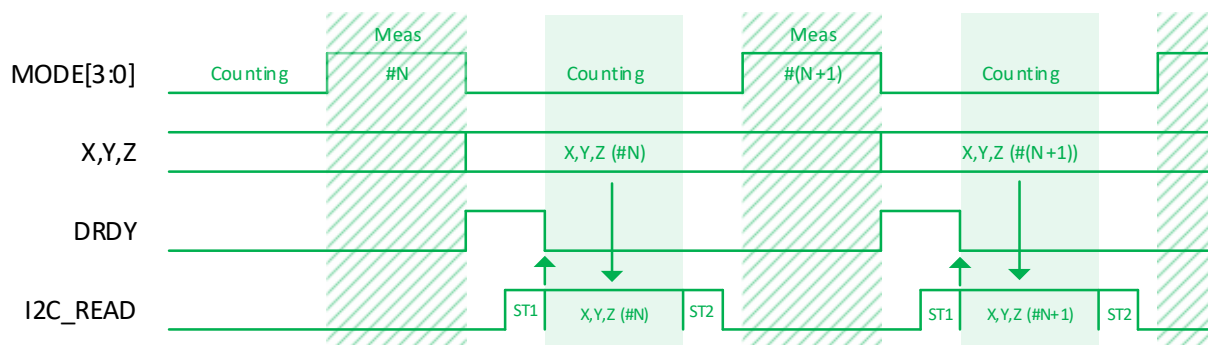 Meas
Meas
MODE[3:0]
Counting
#N
Counting
#(N+1)
Counting
X,Y,Z
X,Y,Z (#N)
X,Y,Z (#(N+1))
DRDY
I2C_READ
ST1
X,Y,Z (#N)
ST2
ST1
X,Y,Z (#N+1)
ST2